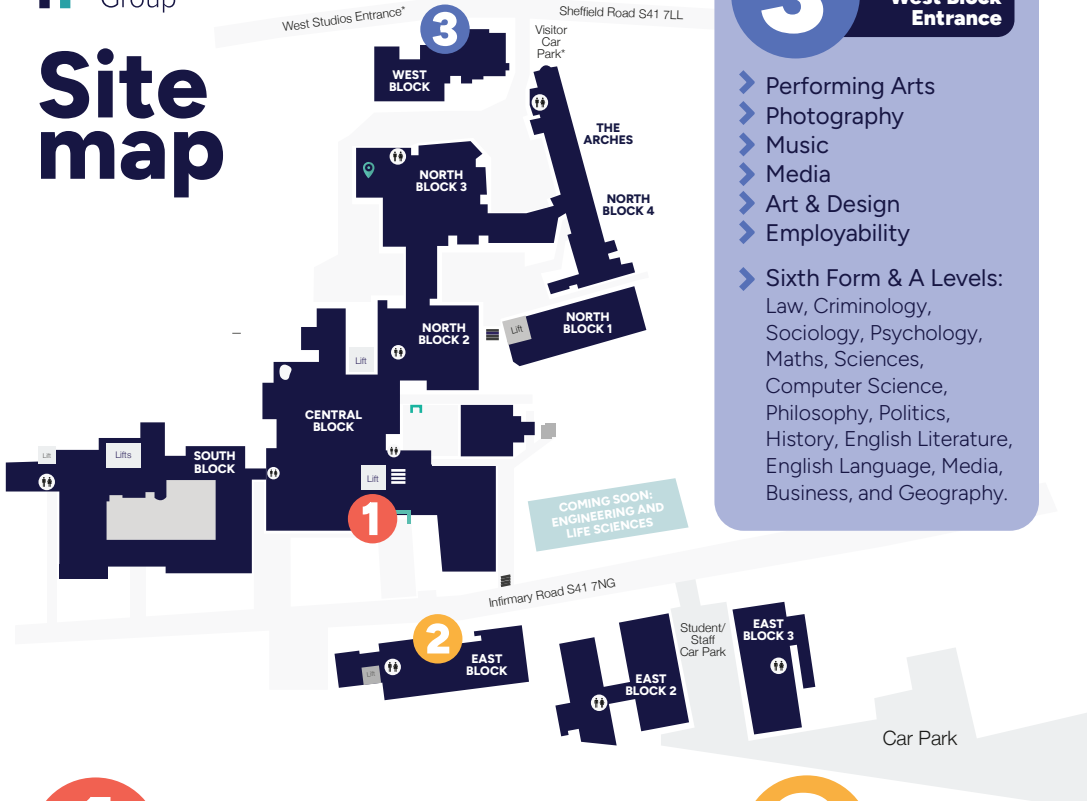 Group
Site
map
West Studios Entrance*
3
Sheffield Road S41 7LL
Visitor
Car
Park*
WEST
BLOCK
THE
ARCHES
NORTH
BLOCK 3
NORTH
BLOCK 4
NORTH
BLOCK 2
Lift
NORTH
BLOCK 1
Lift
CENTRAL
BLOCK
Lift
Lifts
SOUTH
BLOCK
Lift
1
COMING SOON:
ENGINEERING AND
LIFE SCIENCES
Infirmary Road S41 7NG
2
Lift
EAST
BLOCK
EAST
BLOCK 2
Student/
Staff
Car Park
EAST
BLOCK 3
Car Park
3
West Block
Entrance
Performing Arts
Photography
Music
Media
Art & Design
Employability
Sixth Form & A Levels:
Law, Criminology,
Sociology, Psychology,
Maths, Sciences,
Computer Science,
Philosophy, Politics,
History, English Literature,
English Language, Media,
Business, and Geography.